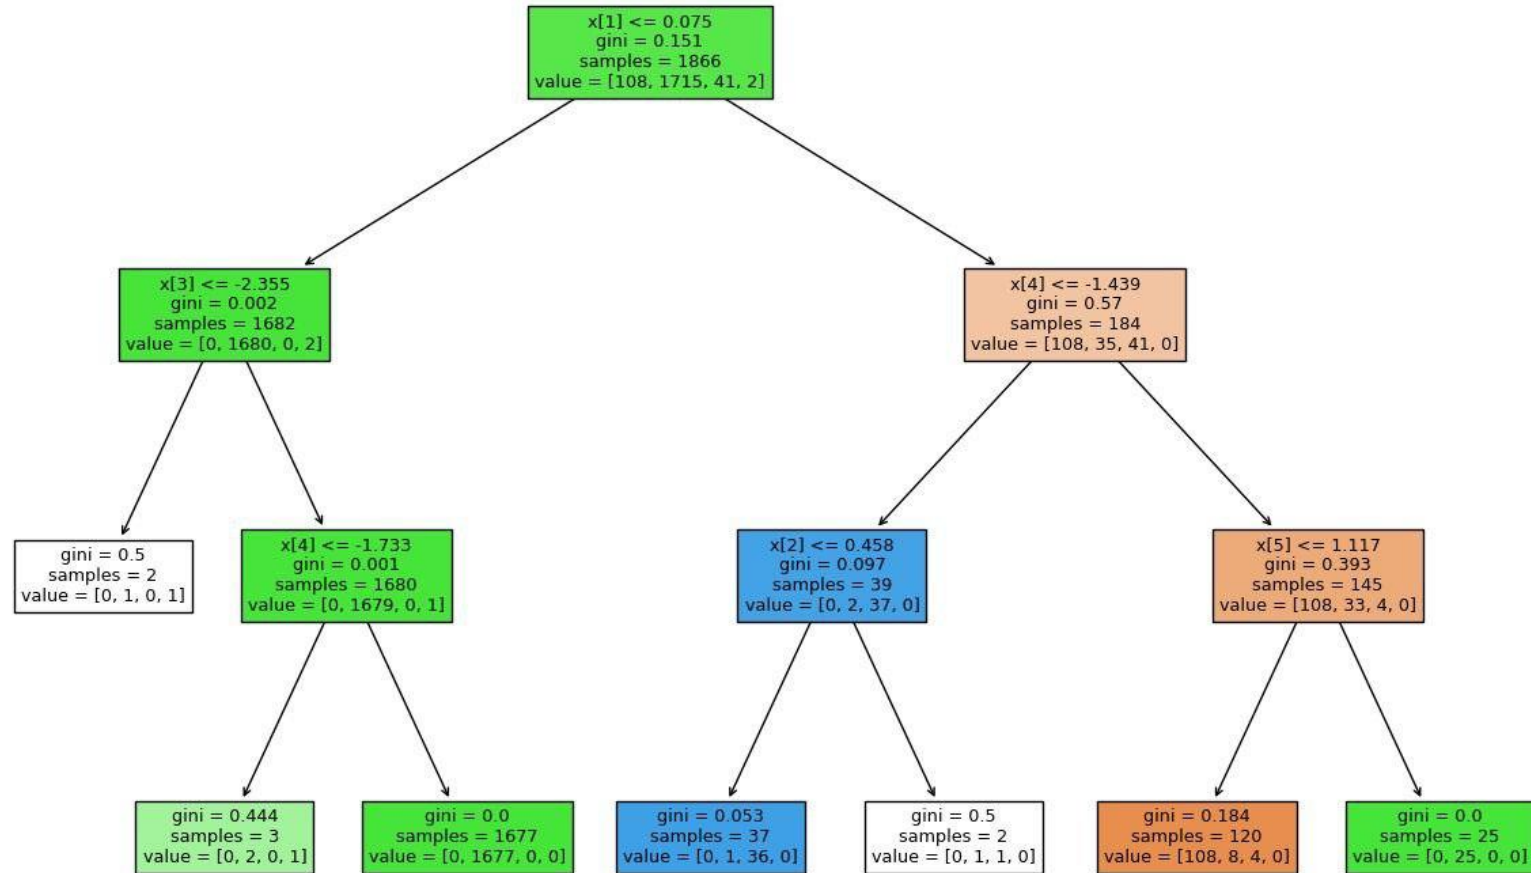 x[1] <= 0.075
gini = 0.151
samples = 1866
value = [108, 1715, 41, 2]
x[3] <= -2.355
gini = 0.002
samples = 1682
value = [0, 1680, 0, 2]
x[4] <= -1.439
gini = 0.57
samples = 184
value = [108, 35, 41, 0]
gini = 0.5
samples = 2
value = [0, 1, 0, 1]
x[4] <= -1.733
gini = 0.001
samples = 1680
value = [0, 1679, 0, 1]
x[2] <= 0.458
gini = 0.097
samples = 39
value = [0, 2, 37, 0]
x[5] <= 1.117
gini = 0.393
samples = 145
value = [108, 33, 4, 0]
gini = 0.444
samples = 3
value = [0, 2, 0, 1]
gini = 0.0
samples = 1677
value = [0, 1677, 0, 0]
gini = 0.053
samples = 37
value = [0, 1, 36, 0]
gini = 0.5
samples = 2
value = [0, 1, 1, 0]
gini = 0.184
samples = 120
value = [108, 8, 4, 0]
gini = 0.0
samples = 25
value = [0, 25, 0, 0]